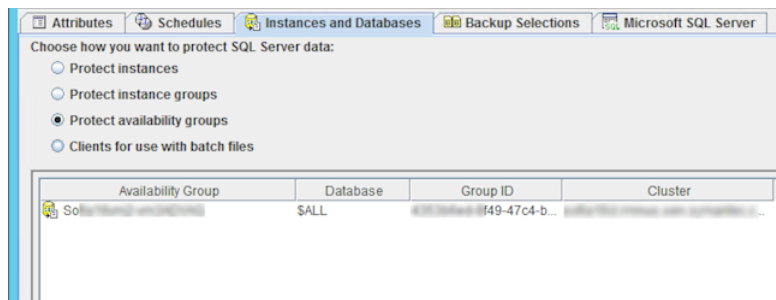 Attributes Schedules Instances and Databases Backup Selections Microsoft SQL Server
Choose how you want to protect SQL Server data:
Protect instances
Protect instance groups
Protect availability groups
Clients for use with batch files
Availability Group Database Group ID Cluster
So $ALL f49-47c4-b... ..